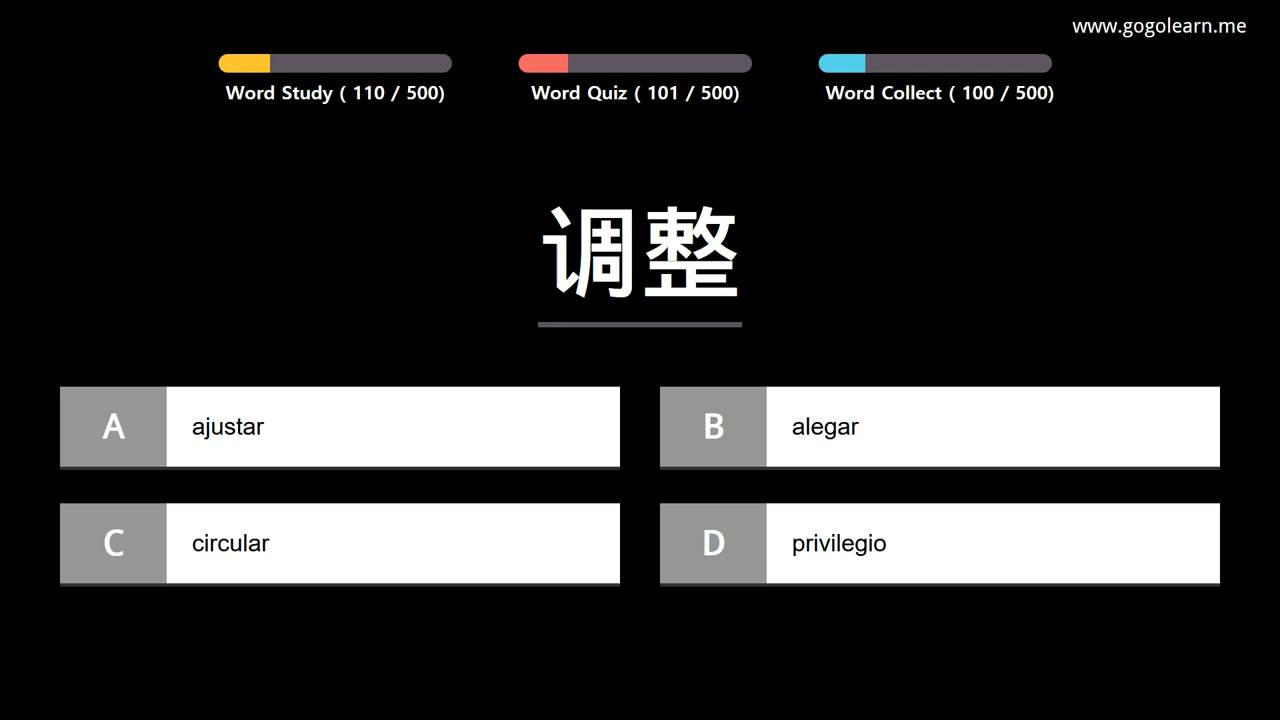 www.gogolearn.me
Word Study ( 110 / 500)
Word Quiz ( 101 / 500)
Word Collect ( 100 / 500)
调整
A ajustar
B alegar
C circular
D privilegio